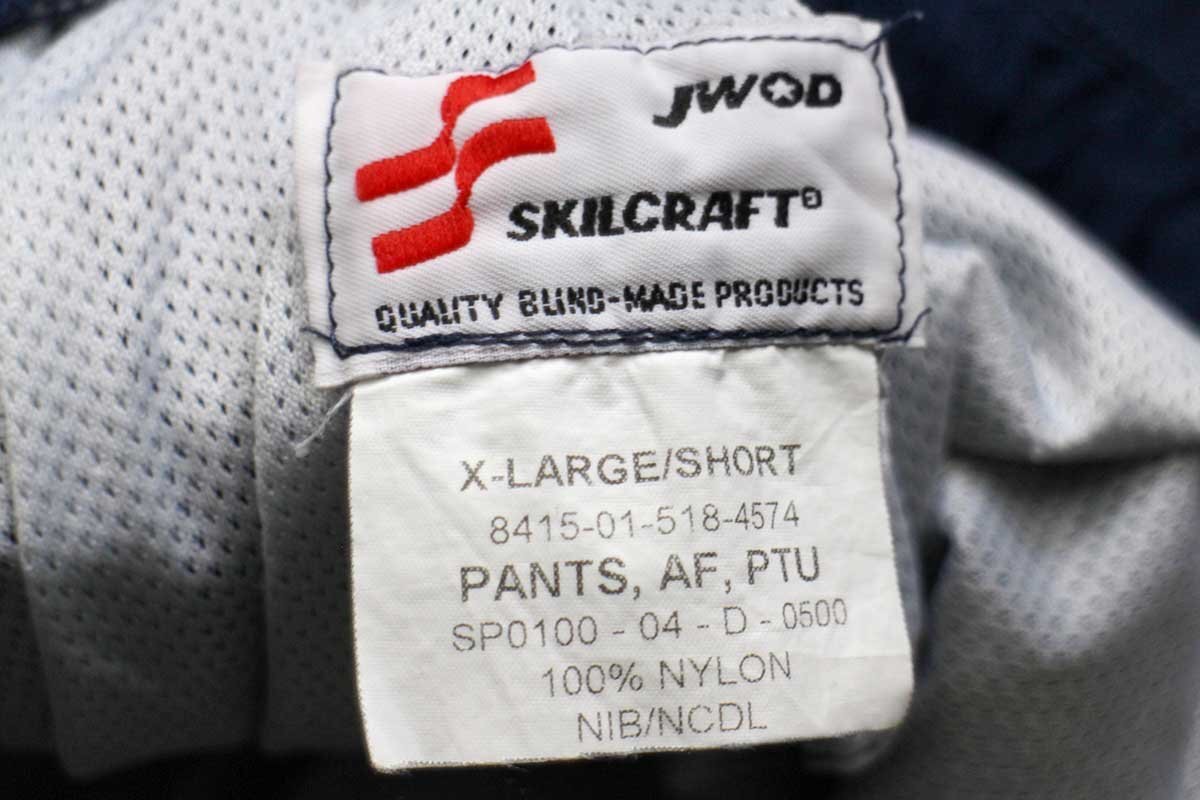 JWOD
SKILCRAFT®
QUALITY BLIND-MADE PRODUCTS
X-LARGE/SHORT
8415-01-518-4574
PANTS, AF, PTU
SP0100 - 04 - D - 0500
100% NYLON
NIB/NCDL